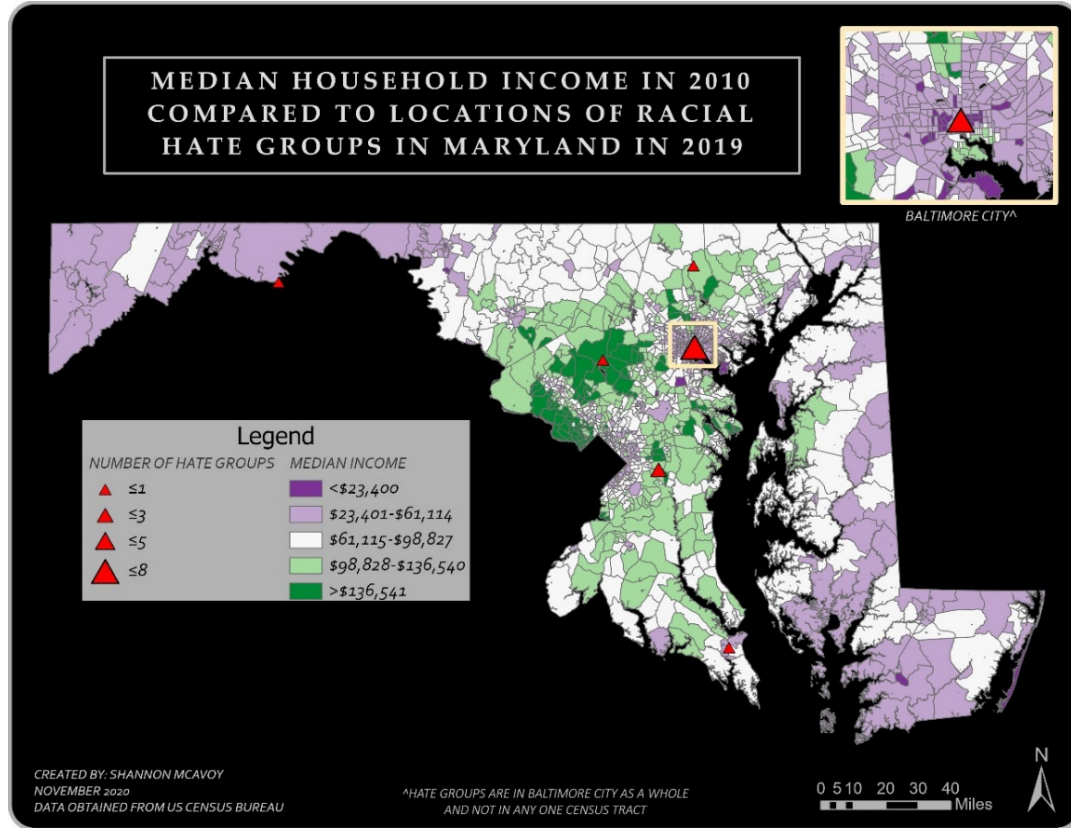 MEDIAN HOUSEHOLD INCOME IN 2010
COMPARED TO LOCATIONS OF RACIAL
HATE GROUPS IN MARYLAND IN 2019
BALTIMORE CITY^
Legend
NUMBER OF HATE GROUPS
≤1
≤3
≤5
≤8
MEDIAN INCOME
<$23,400
$23,401-$61,114
$61,115-$98,827
$98,828-$136,540
>$136,541
CREATED BY: SHANNON MCAVOY
NOVEMBER 2020
DATA OBTAINED FROM US CENSUS BUREAU
^HATE GROUPS ARE IN BALTIMORE CITY AS A WHOLE
AND NOT IN ANY ONE CENSUS TRACT
0 5 10 20 30 40
Miles
N